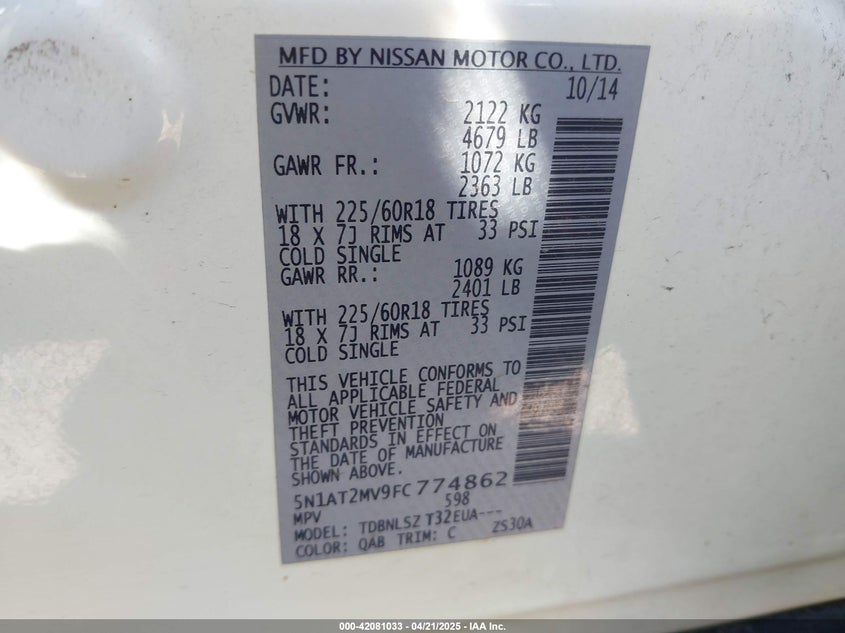 MFD BY NISSAN MOTOR CO., LTD.
DATE: 10/14
GVWR: 2122 KG
4679 LB
GAWR FR.: 1072 KG
2363 LB
WITH 225/60R18 TIRES
18 X 7J RIMS AT 33 PSI
COLD SINGLE
GAWR RR.: 1089 KG
2401 LB
WITH 225/60R18 TIRES
18 X 7J RIMS AT 33 PSI
COLD SINGLE
THIS VEHICLE CONFORMS TO
ALL APPLICABLE FEDERAL
MOTOR VEHICLE SAFETY AND
THEFT PREVENTION
STANDARDS IN EFFECT ON
THE DATE OF MANUFACTURE
SHOWN ABOVE.
5N1AT2MV9FC774862
MPV 598
MODEL: TDBNLSZ T32EUA--- ZS30A
COLOR: QAB TRIM: C
000-42081033 - 04/21/2025 - IAA Inc.